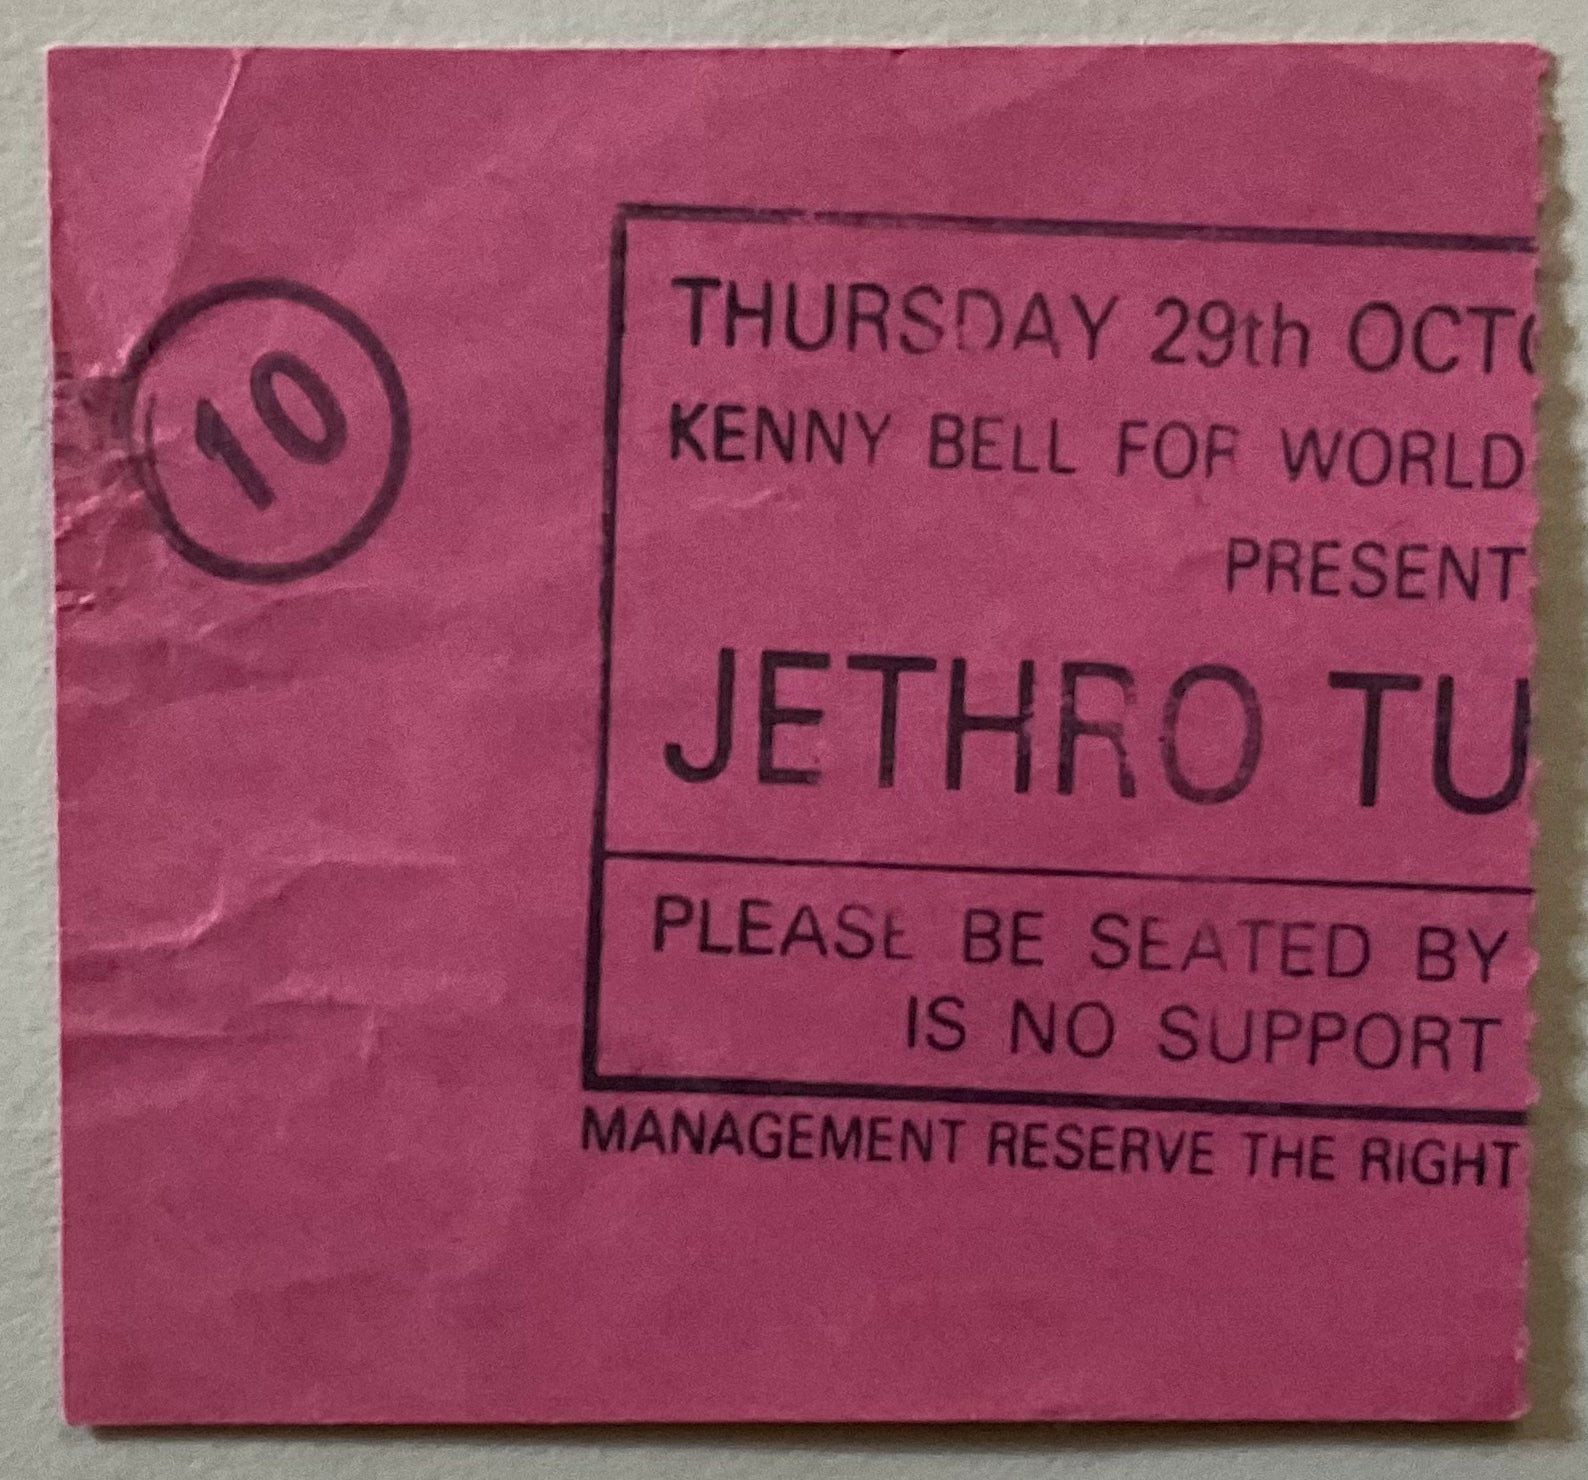 10
THURSDAY 29th OCTO
KENNY BELL FOR WORLD
PRESENT
JETHRO TU
PLEASE BE SEATED BY
IS NO SUPPORT
MANAGEMENT RESERVE THE RIGHT